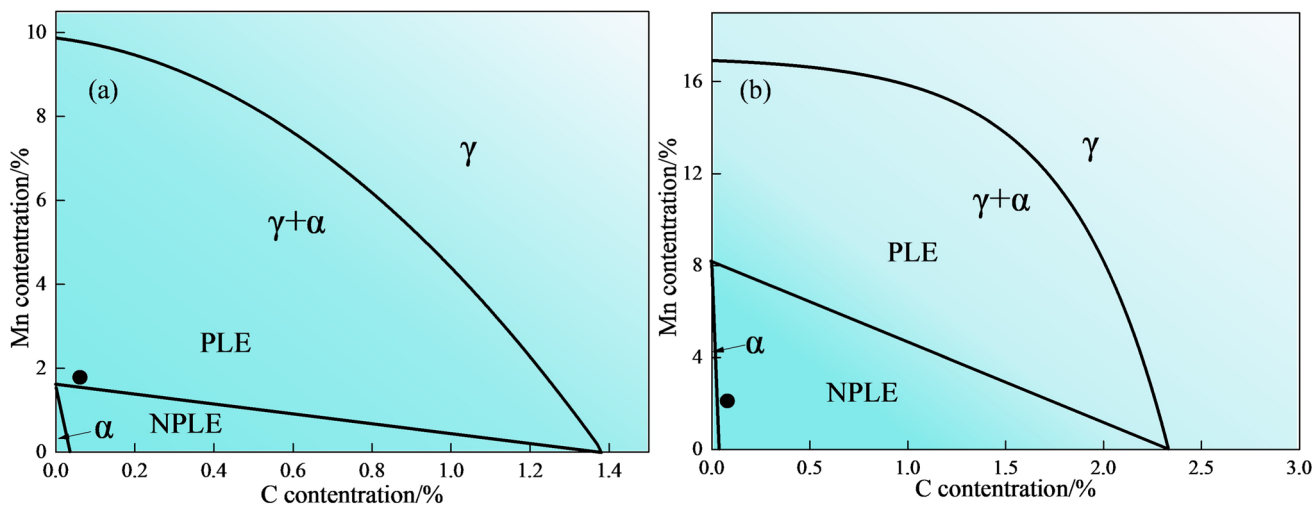 (a)
γ
γ+α
PLE
NPLE
α
Mn contentration/%
10
8
6
4
2
0
0.0 0.2 0.4 0.6 0.8 1.0 1.2 1.4
C contentration/%
(b)
γ
γ+α
PLE
α
NPLE
Mn contentration/%
16
12
8
4
0
0.0 0.5 1.0 1.5 2.0 2.5 3.0
C contentration/%